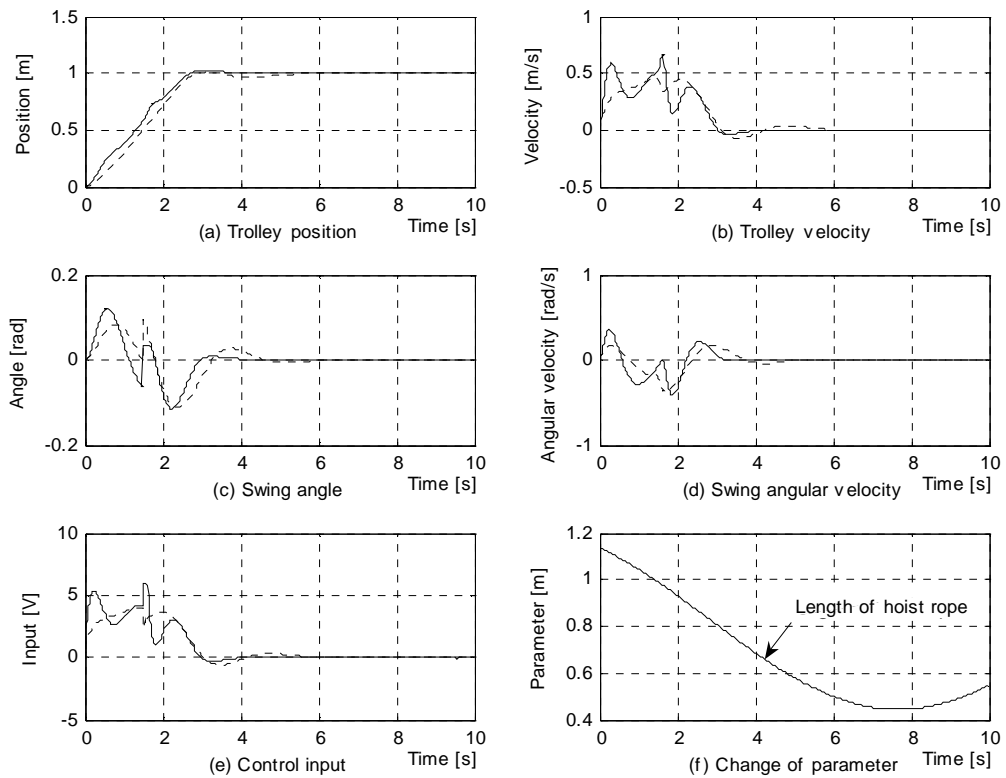 1.5
1
0.5
0
Position [m]
0 2 4 6 8 10
Time [s]
(a) Trolley position
1
0.5
0
-0.5
Velocity [m/s]
0 2 4 6 8 10
Time [s]
(b) Trolley velocity
0.2
0
-0.2
Angle [rad]
0 2 4 6 8 10
Time [s]
(c) Swing angle
1
0
-1
Angular velocity [rad/s]
0 2 4 6 8 10
Time [s]
(d) Swing angular velocity
10
5
0
-5
Input [V]
0 2 4 6 8 10
Time [s]
(e) Control input
1.2
1
0.8
0.6
0.4
Parameter [m]
Length of hoist rope
0 2 4 6 8 10
Time [s]
(f) Change of parameter